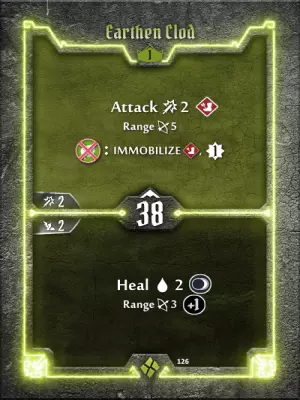 Earthen Clod
1
Attack 2
Range 5
: IMMOBILIZE , 1
2
38
2
Heal 2
Range 3 +1
126